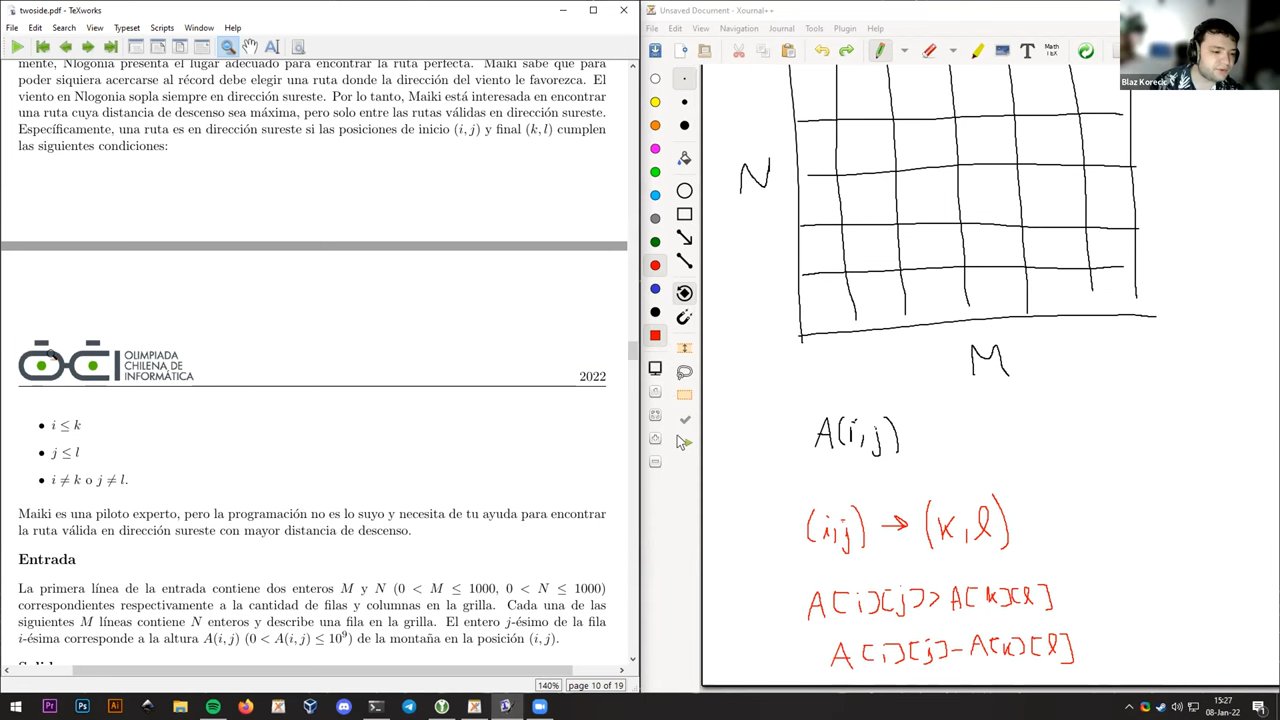 twoside.pdf - TeXworks
File Edit Search View Typeset Scripts Window Help
mente, Nlogonia presenta el lugar adecuado para encontrar la ruta perfecta. Maiki sabe que para
poder siquiera acercarse al récord debe elegir una ruta donde la dirección del viento le favorezca. El
viento en Nlogonia sopla siempre en dirección sureste. Por lo tanto, Maiki está interesada en encontrar
una ruta cuya distancia de descenso sea máxima, pero solo entre las rutas válidas en dirección sureste.
Específicamente, una ruta es en dirección sureste si las posiciones de inicio (i, j) y final (k, l) cumplen
las siguientes condiciones:
OLIMPIADA
CHILENA DE
INFORMÁTICA
2022
• i ≤ k
• j ≤ l
• i ≠ k o j ≠ l.
Maiki es una piloto experto, pero la programación no es lo suyo y necesita de tu ayuda para encontrar
la ruta válida en dirección sureste con mayor distancia de descenso.
Entrada
La primera línea de la entrada contiene dos enteros M y N (0 < M ≤ 1000, 0 < N ≤ 1000)
correspondientes respectivamente a la cantidad de filas y columnas en la grilla. Cada una de las
siguientes M líneas contiene N enteros y describe una fila en la grilla. El entero j-ésimo de la fila
i-ésima corresponde a la altura A(i, j) (0 < A(i, j) ≤ 10⁹) de la montaña en la posición (i, j).
140% page 10 of 19
Unsaved Document - Xournal++
File Edit View Navigation Journal Tools Plugin Help
T Math
Blaz Korecic
N
M
A(i,j)
(i,j) → (k,l)
A[i][j] > A[k][l]
A[i][j] - A[k][l]
Pr Ps Ai
15:27
08-Jan-22